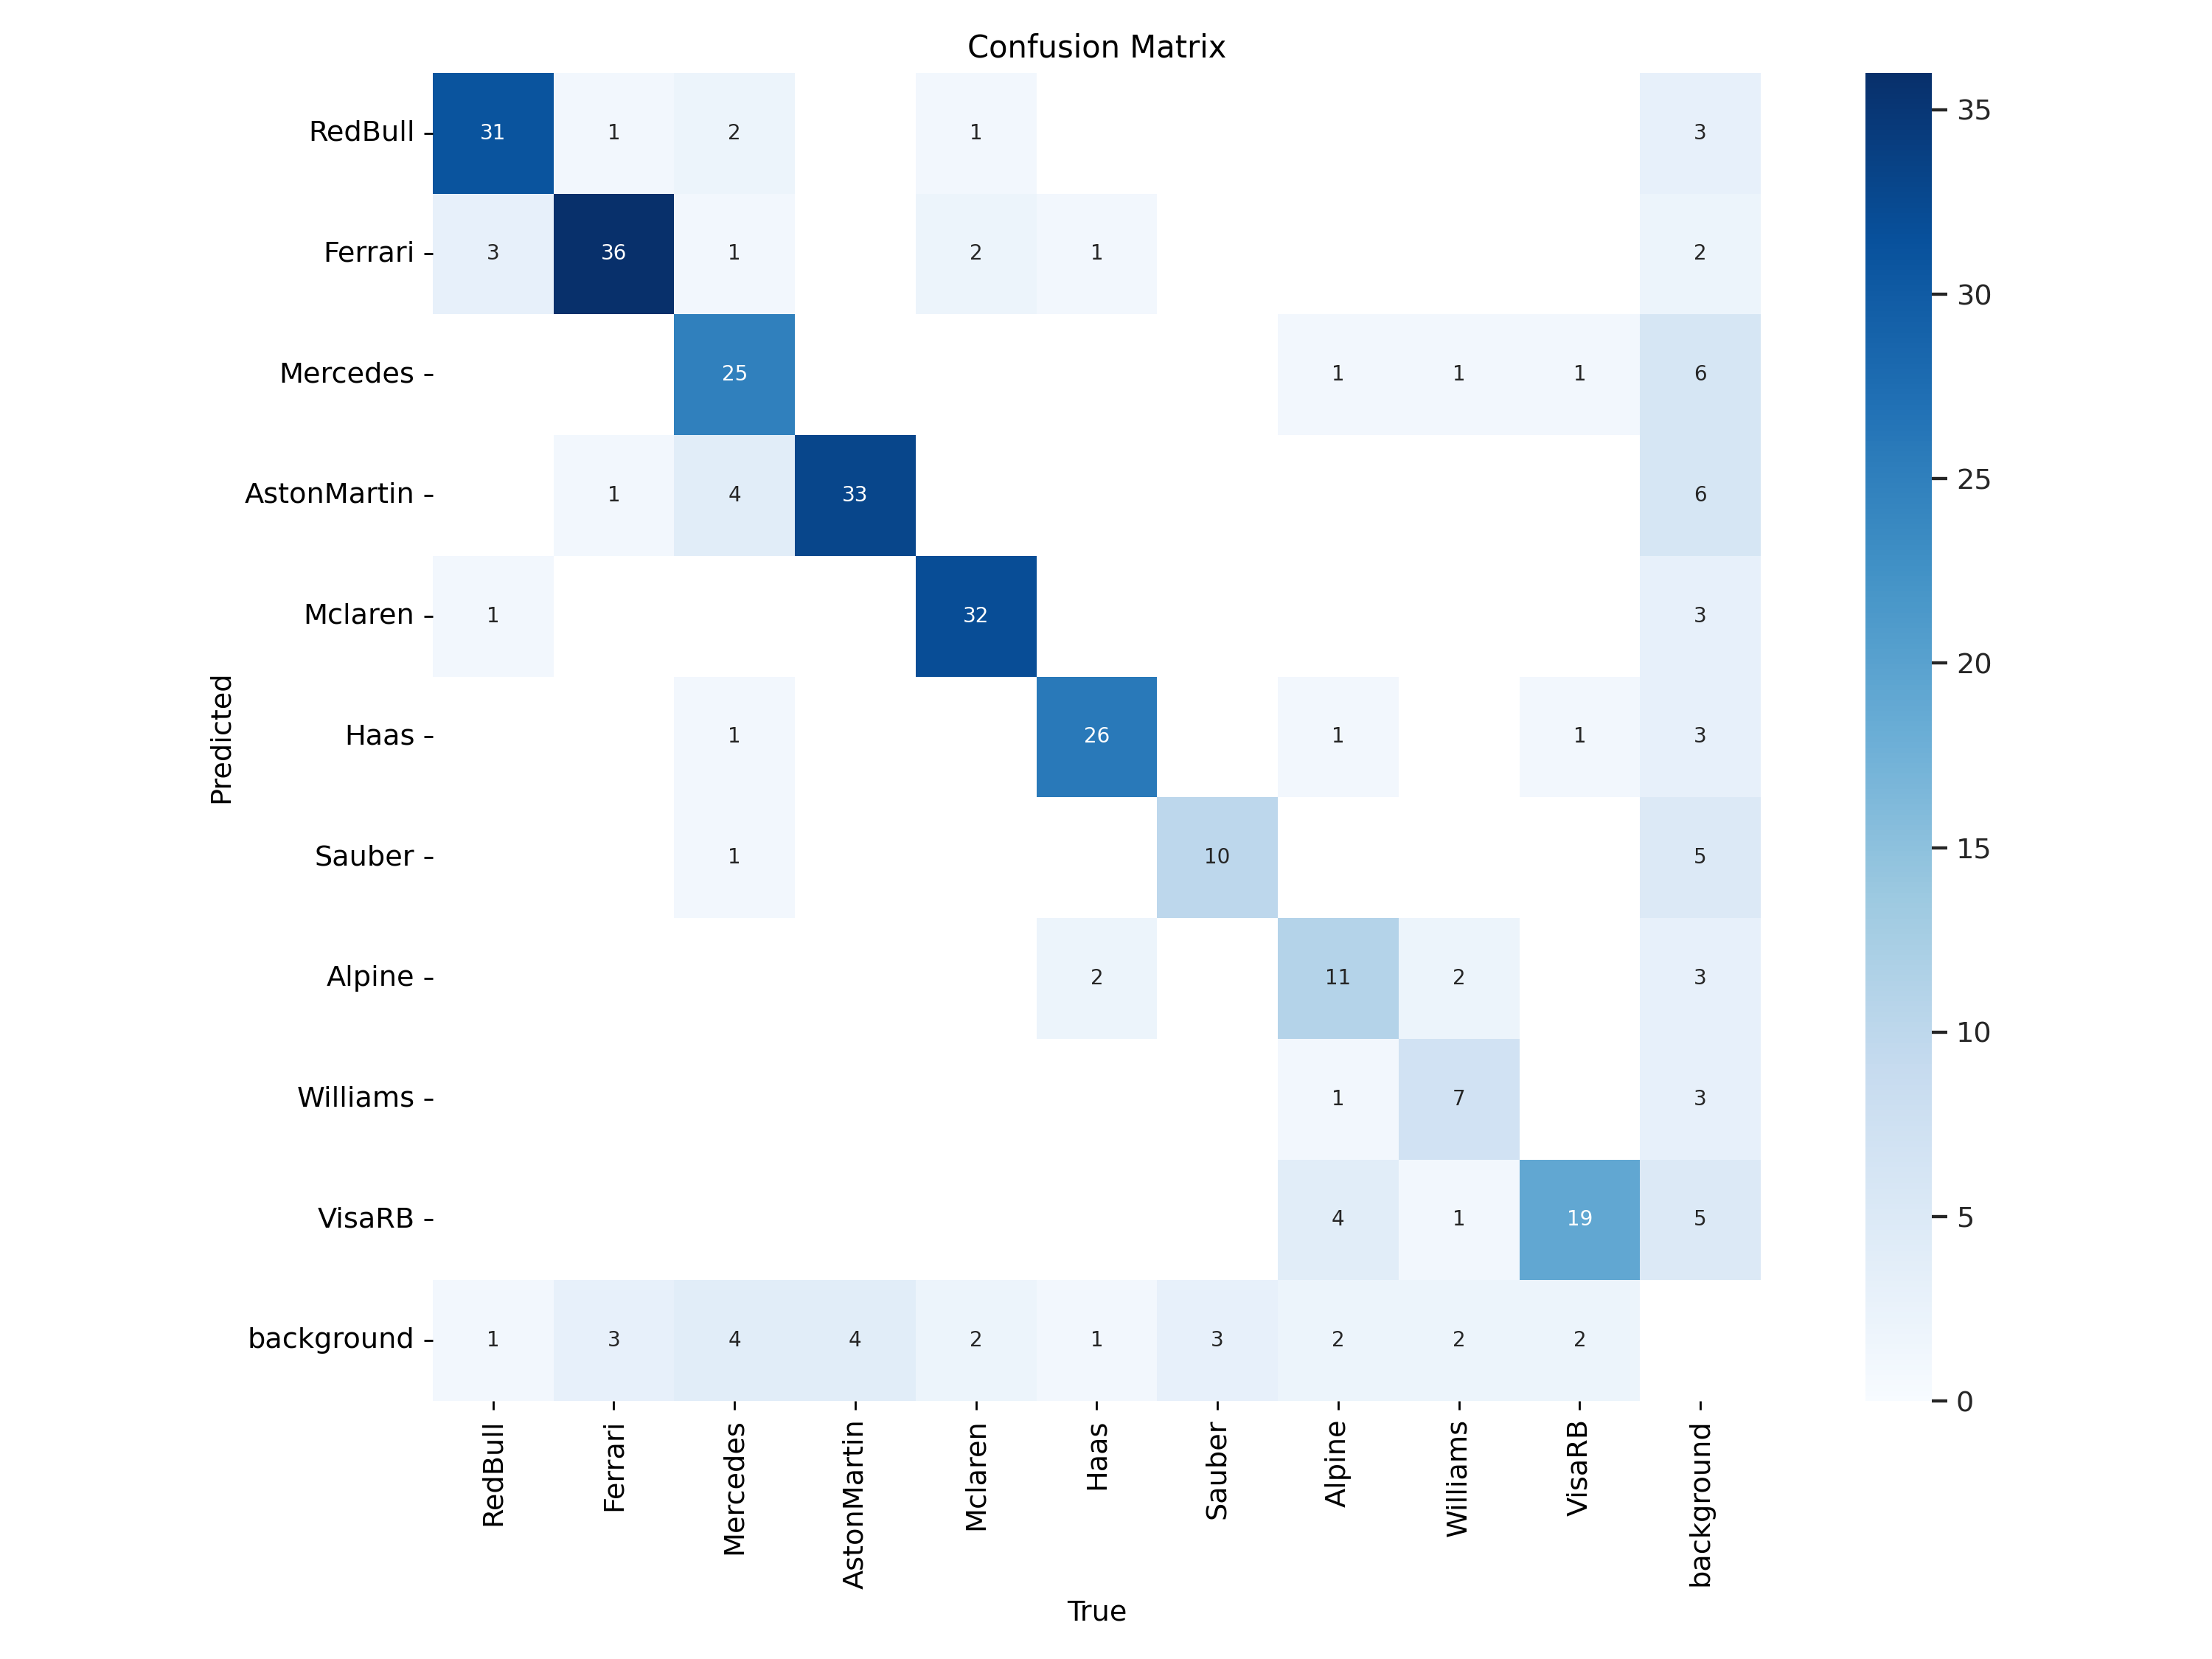 Confusion Matrix
RedBull 31 1 2 1 3
Ferrari 3 36 1 2 1 2
Mercedes 25 1 1 1 6
AstonMartin 1 4 33 6
Mclaren 1 32 3
Haas 1 26 1 1 3
Sauber 1 10 5
Alpine 2 11 2 3
Williams 1 7 3
VisaRB 4 1 19 5
background 1 3 4 4 2 1 3 2 2 2
Predicted
RedBull Ferrari Mercedes AstonMartin Mclaren Haas Sauber Alpine Williams VisaRB background
True
35
30
25
20
15
10
5
0